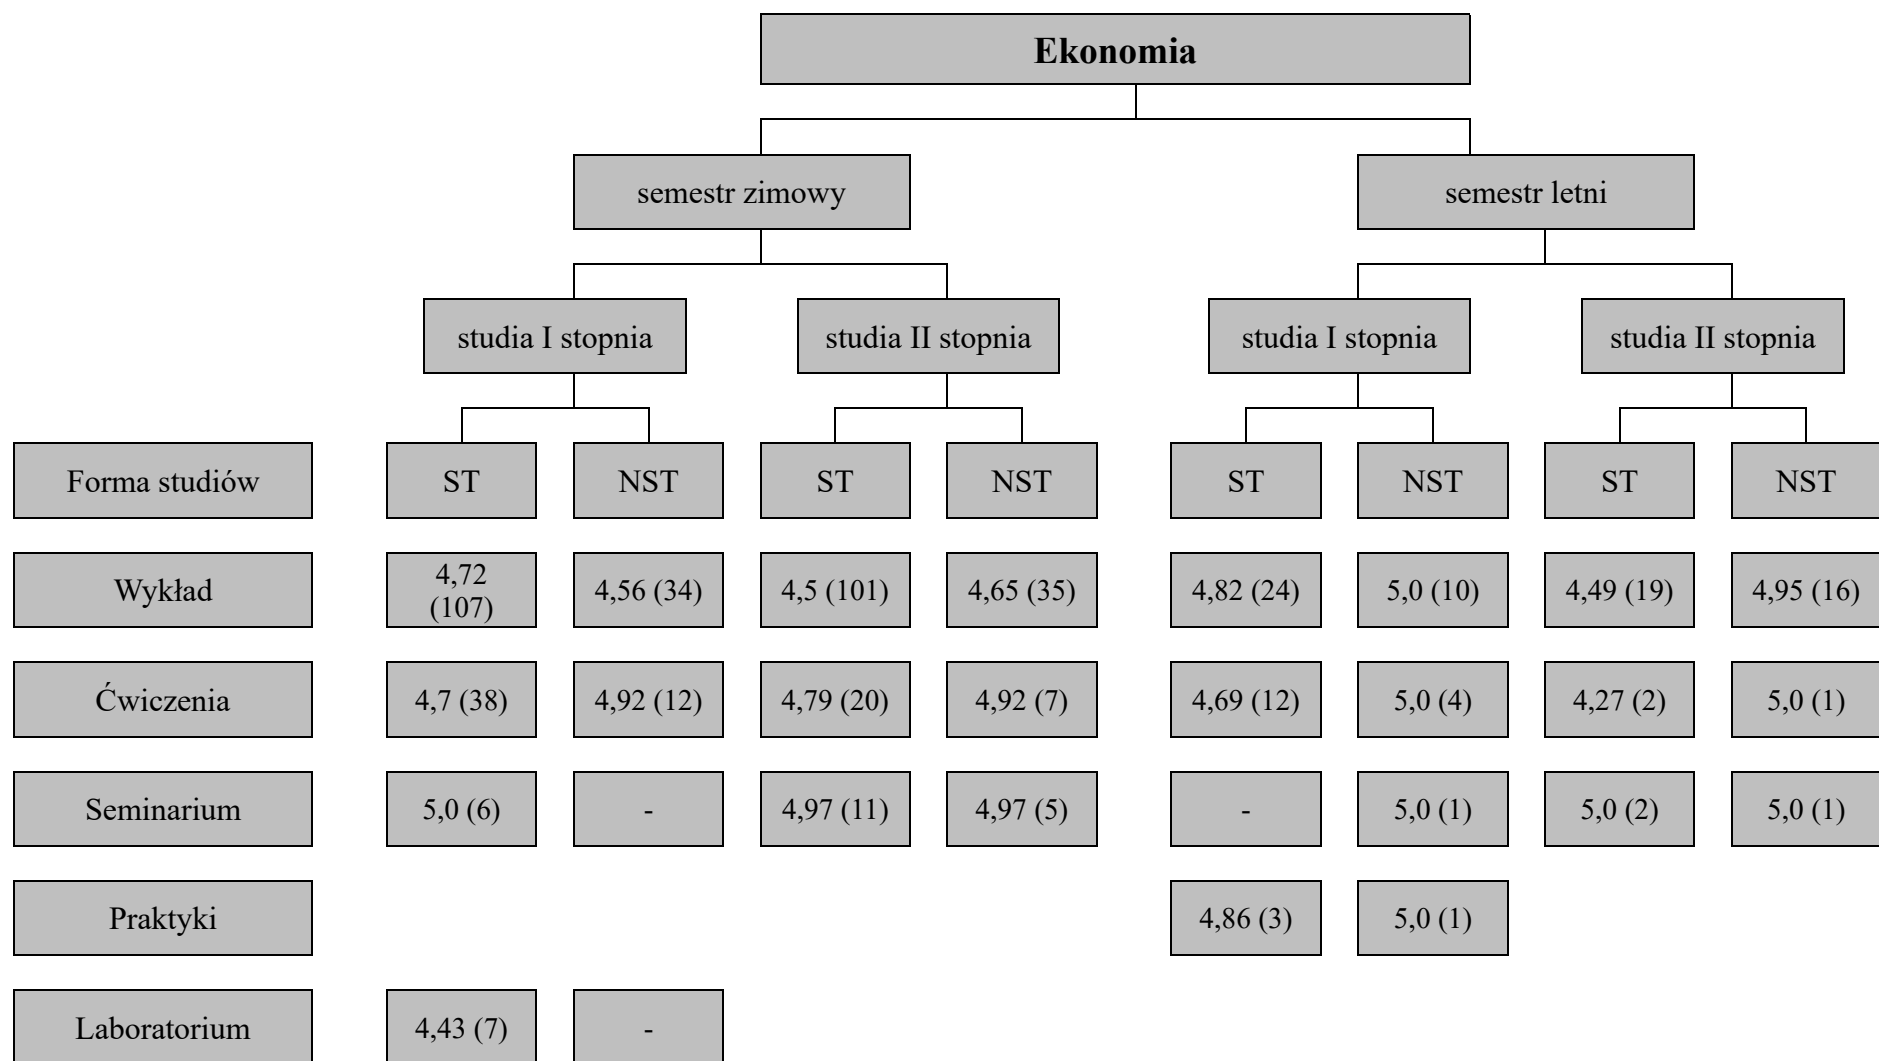 Ekonomia
semestr zimowy
semestr letni
studia I stopnia
studia II stopnia
studia I stopnia
studia II stopnia
Forma studiów
ST
NST
ST
NST
ST
NST
ST
NST
Wykład
4,72
(107)
4,56 (34)
4,5 (101)
4,65 (35)
4,82 (24)
5,0 (10)
4,49 (19)
4,95 (16)
Ćwiczenia
4,7 (38)
4,92 (12)
4,79 (20)
4,92 (7)
4,69 (12)
5,0 (4)
4,27 (2)
5,0 (1)
Seminarium
5,0 (6)
-
4,97 (11)
4,97 (5)
-
5,0 (1)
5,0 (2)
5,0 (1)
Praktyki
4,86 (3)
5,0 (1)
Laboratorium
4,43 (7)
-